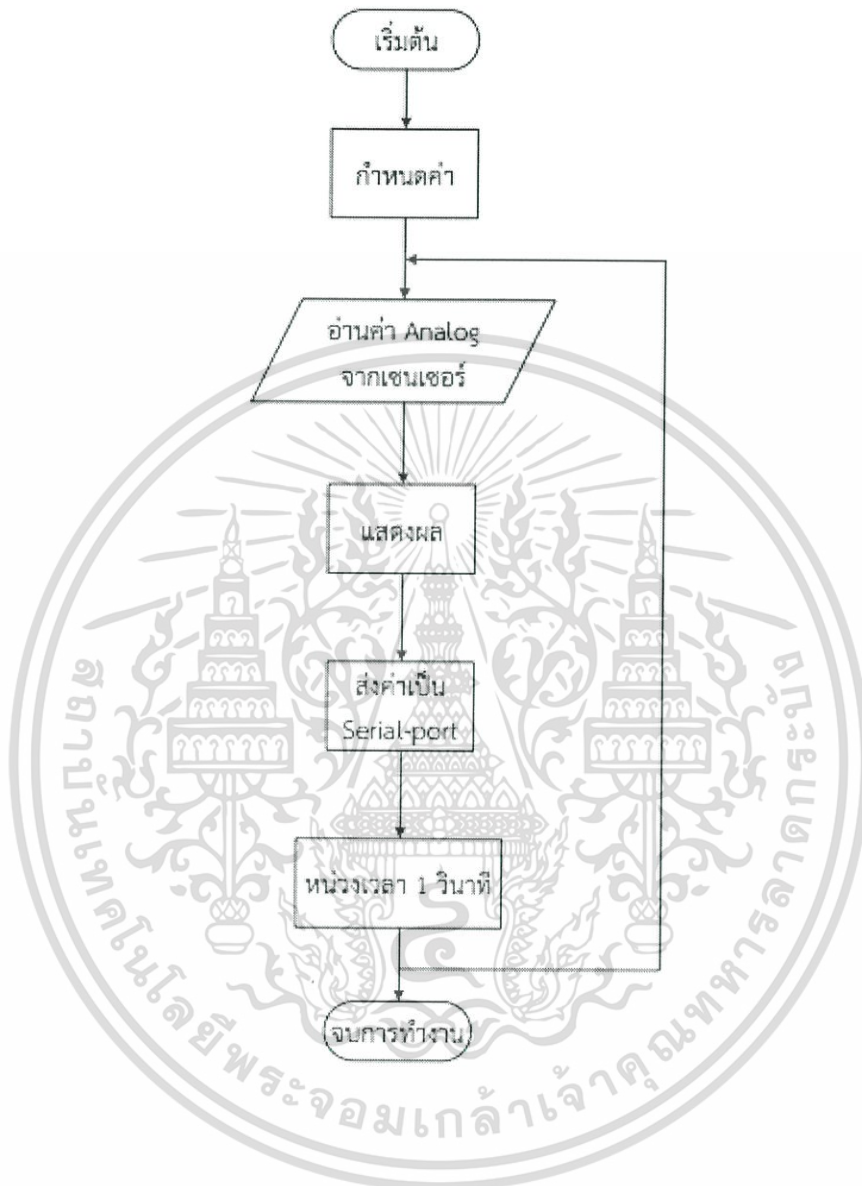 เริ่มต้น
กำหนดค่า
อ่านค่า Analog
จากเซนเซอร์
แสดงผล
ส่งค่าเป็น
Serial-port
หน่วงเวลา 1 วินาที
จบการทำงาน
สถาบันเทคโนโลยีพระจอมเกล้าเจ้าคุณทหารลาดกระบัง